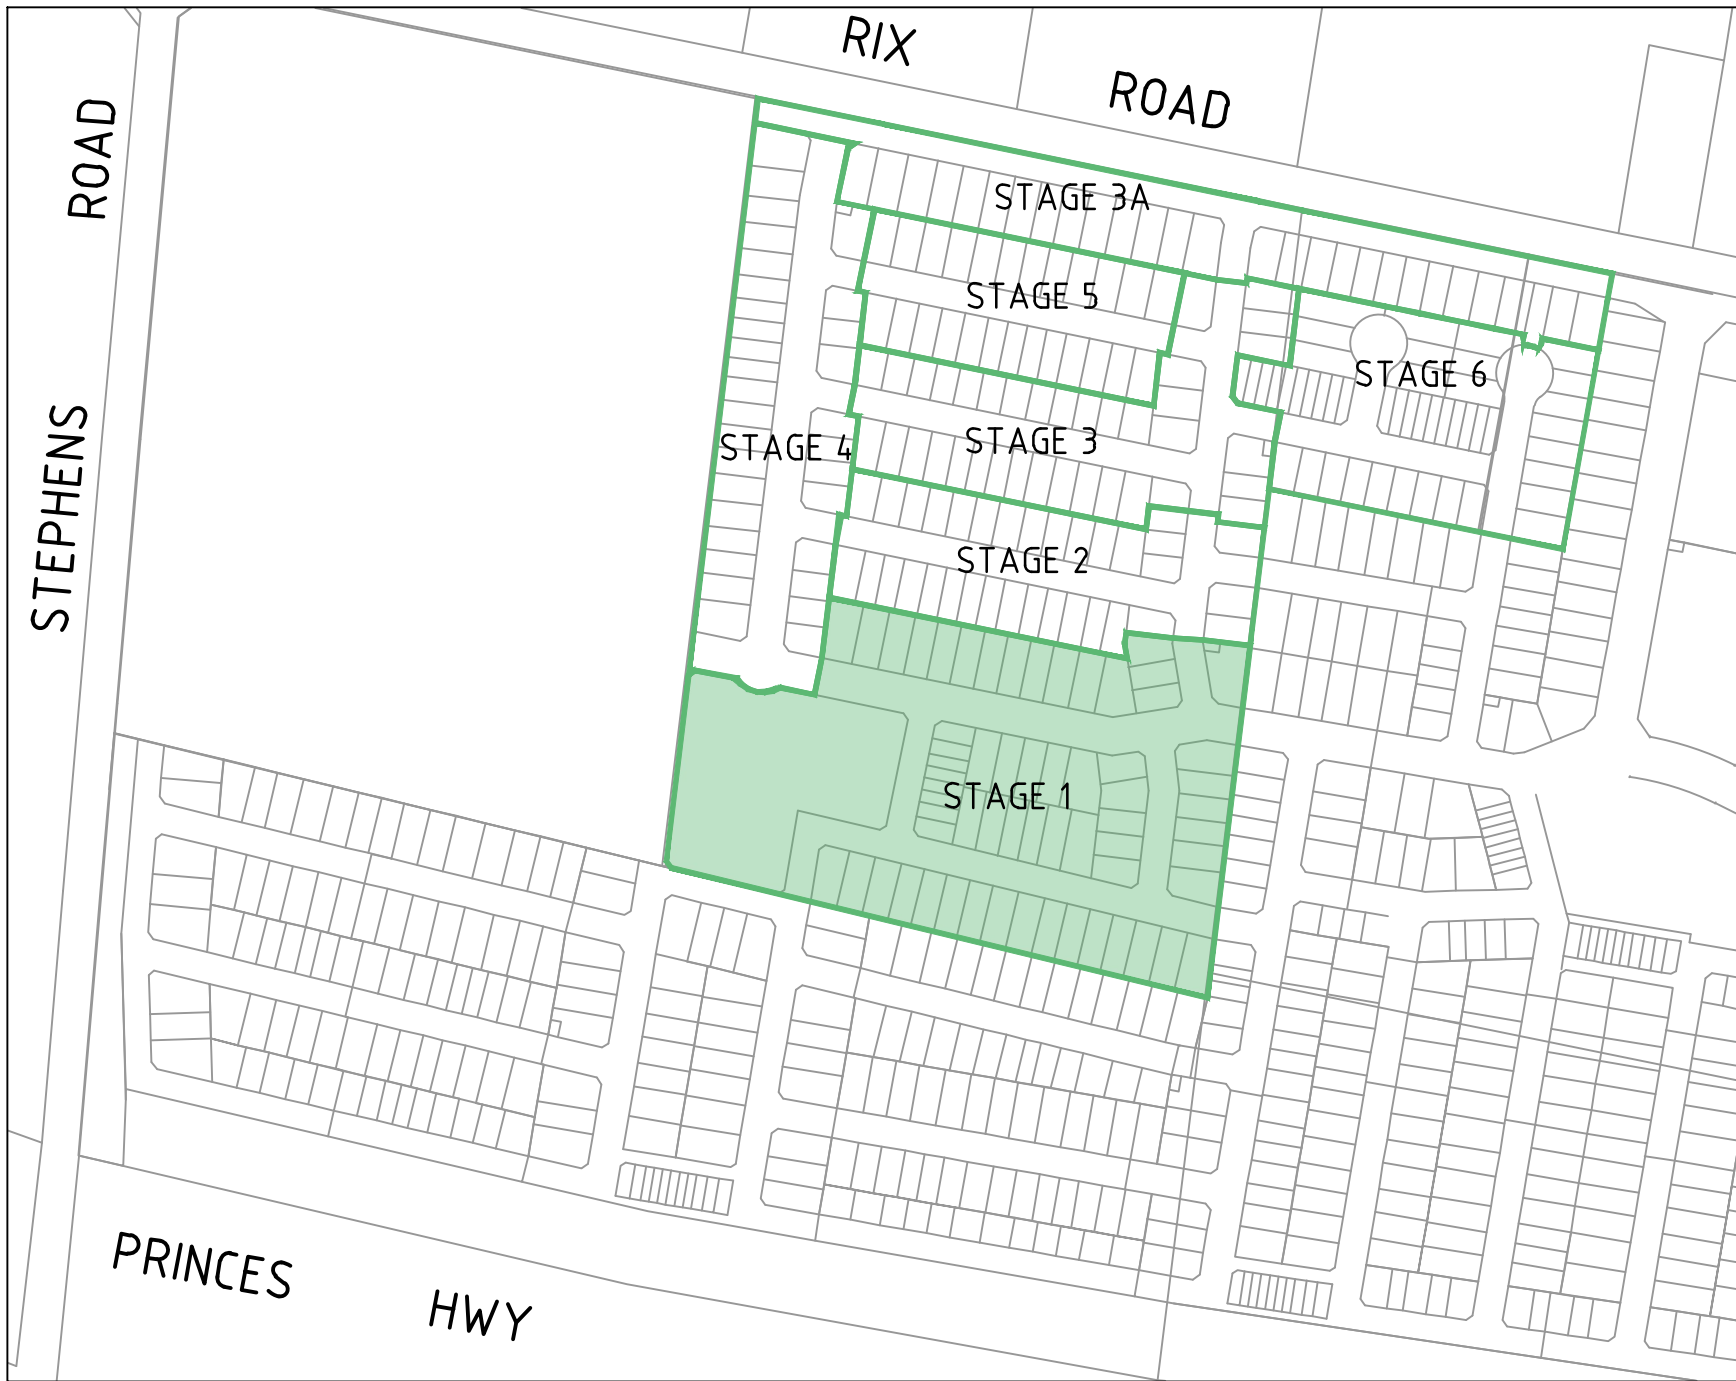 RIX ROAD
STEPHENS ROAD
STAGE 3A
STAGE 5
STAGE 6
STAGE 4
STAGE 3
STAGE 2
STAGE 1
PRINCES HWY